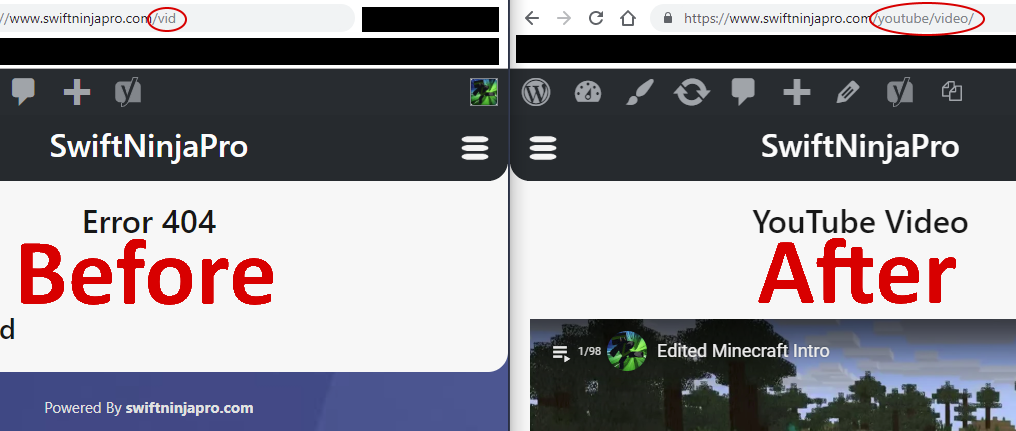 //www.swiftninjapro.com/vid
https://www.swiftninjapro.com/youtube/video/
SwiftNinjaPro
SwiftNinjaPro
Error 404
YouTube Video
Before
After
d
1/98
Edited Minecraft Intro
Powered By swiftninjapro.com